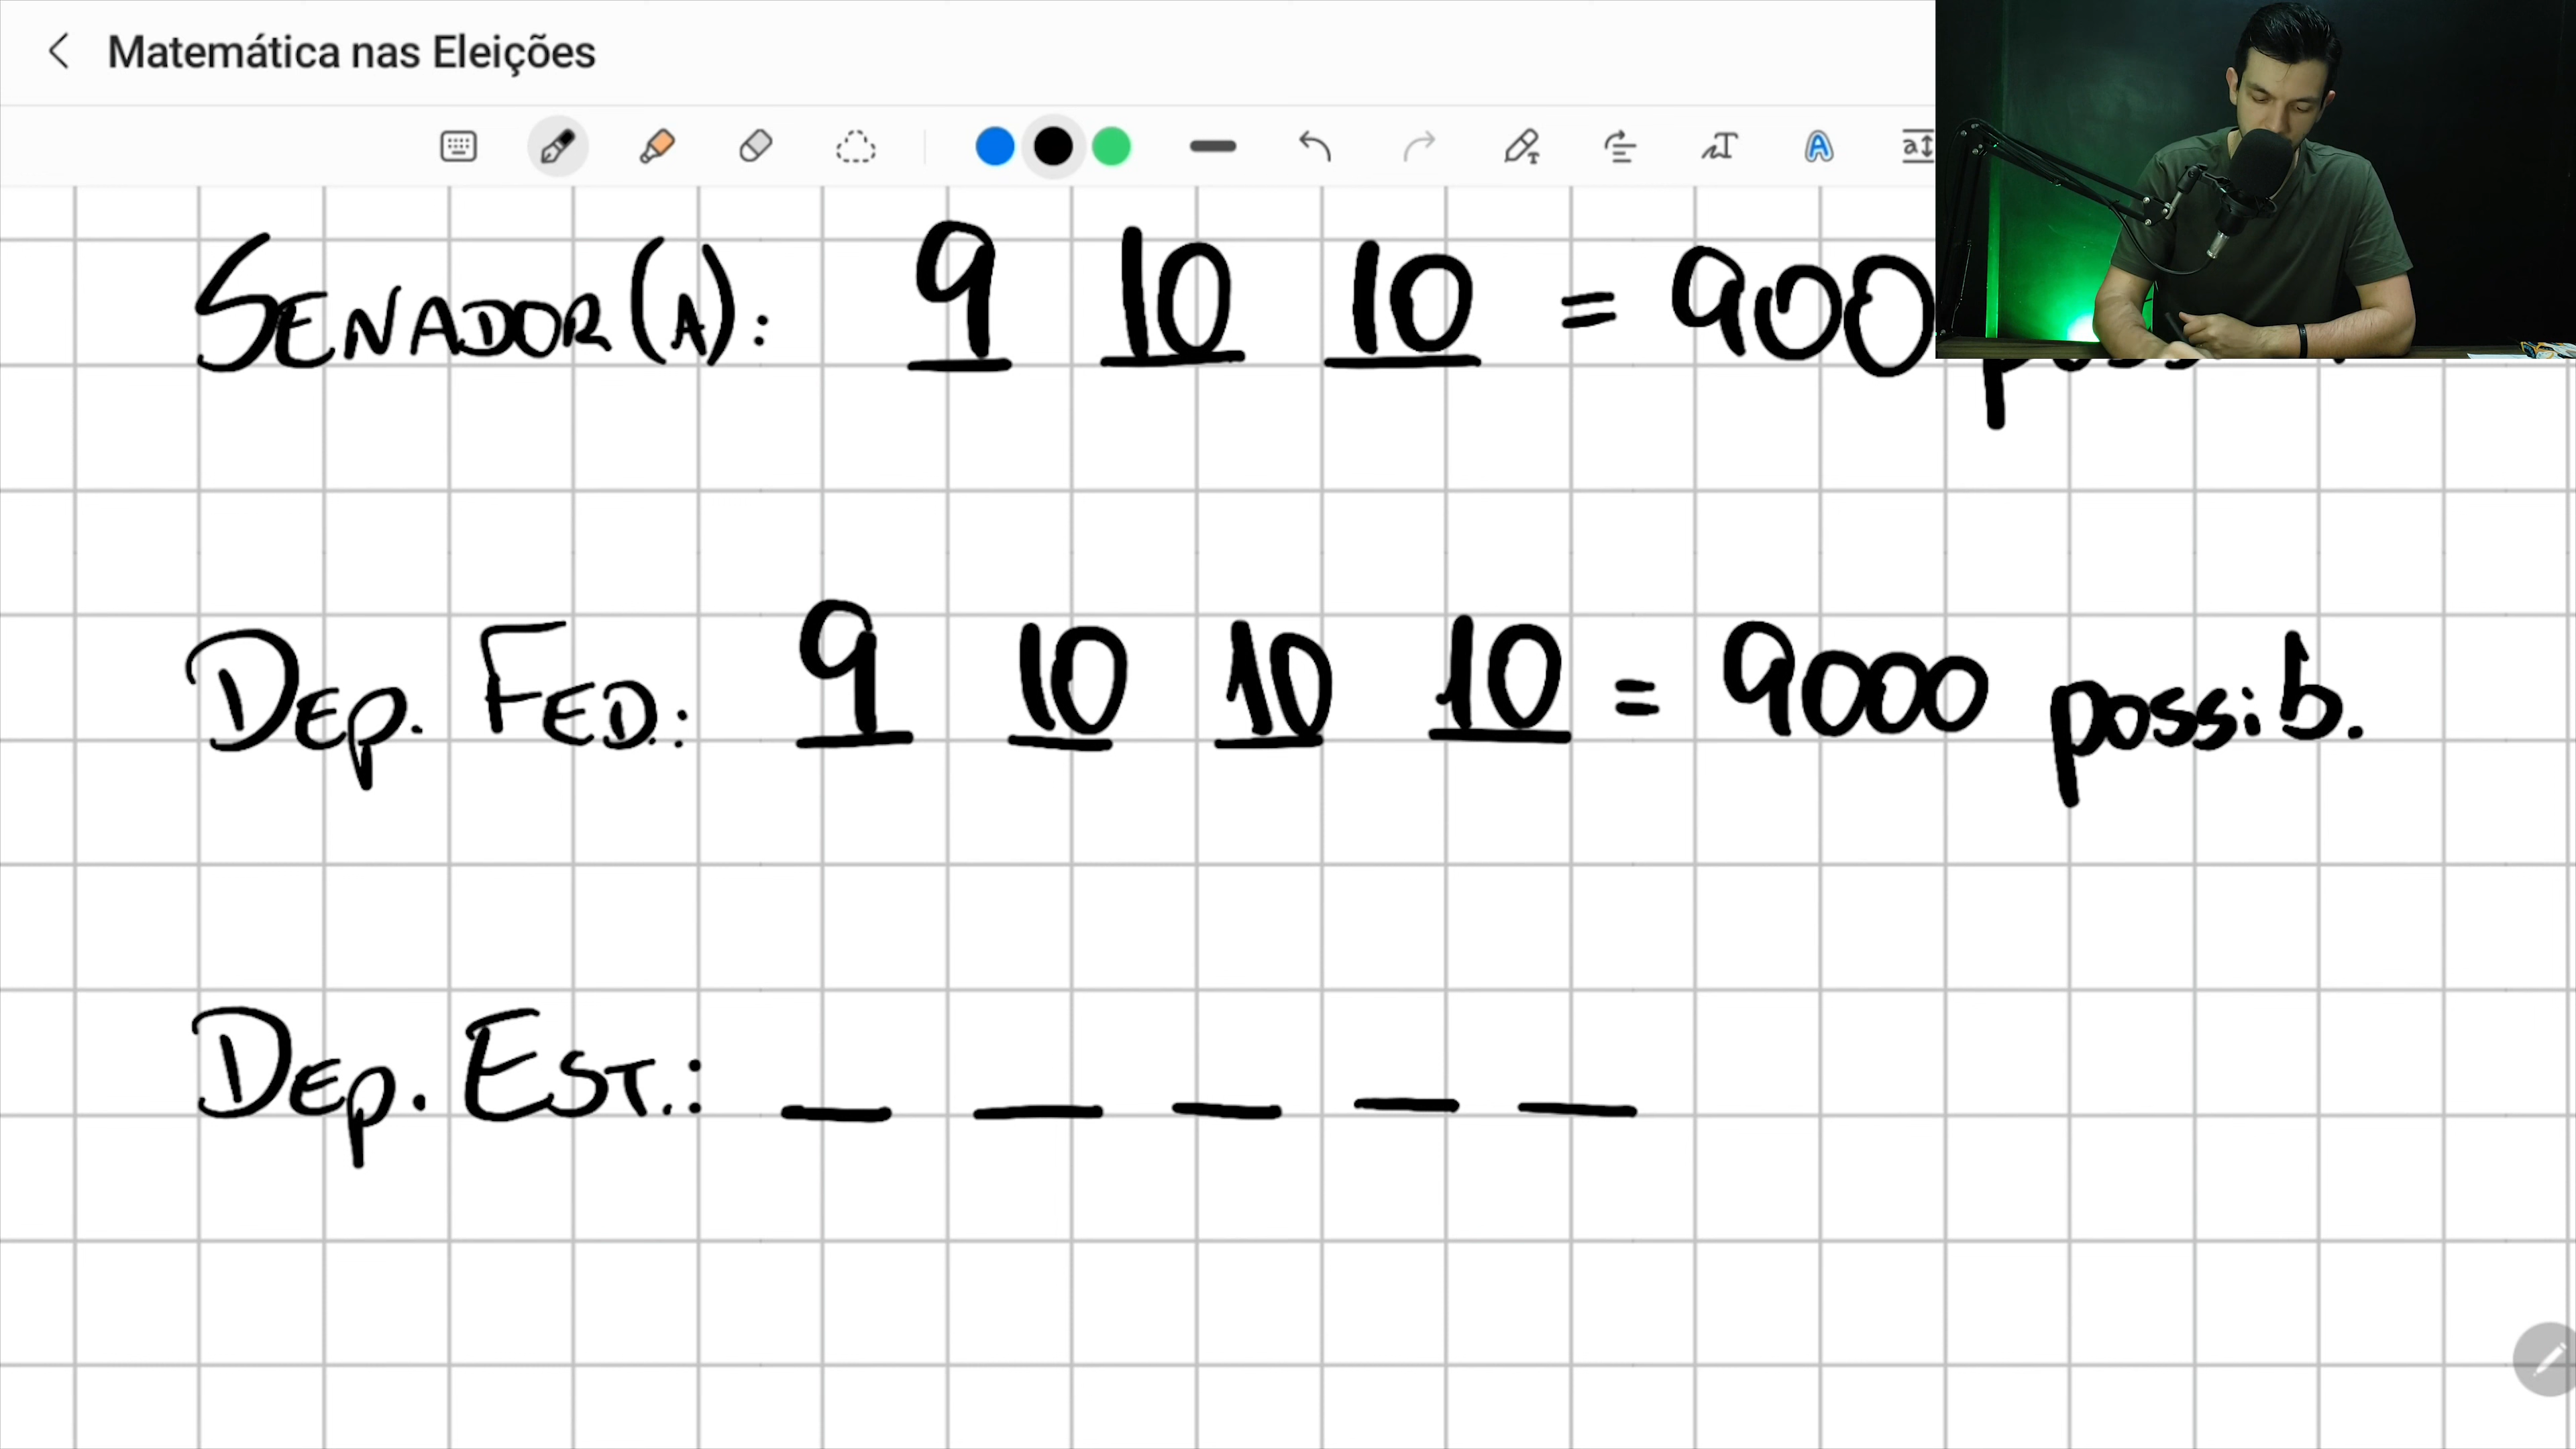 Matemática nas Eleições
SENADOR(A): 9 10 10 = 900
DEP. FED.: 9 10 10 10 = 9000 possib.
DEP. EST.: _ _ _ _ _